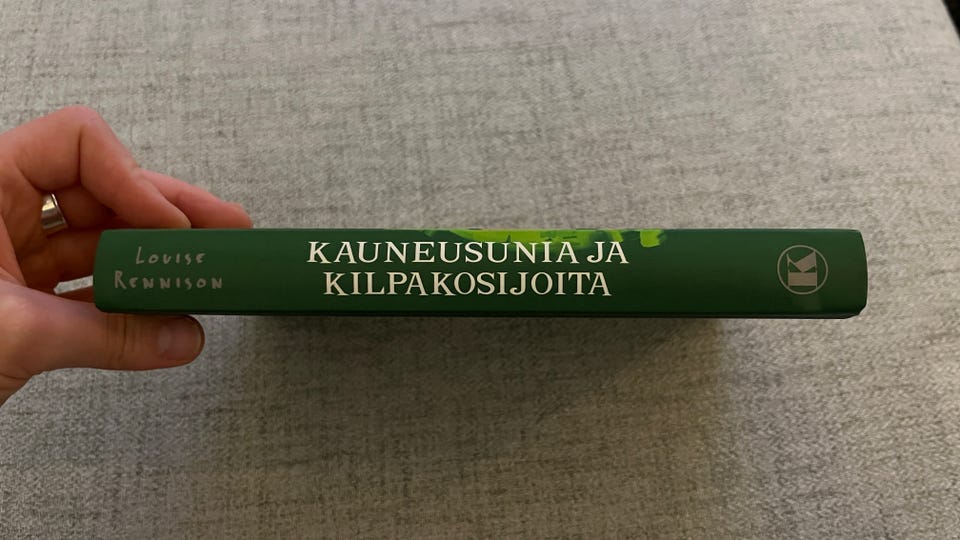 Louise
Rennison
KAUNEUSUNIA JA
KILPAKOSIJOITA
K